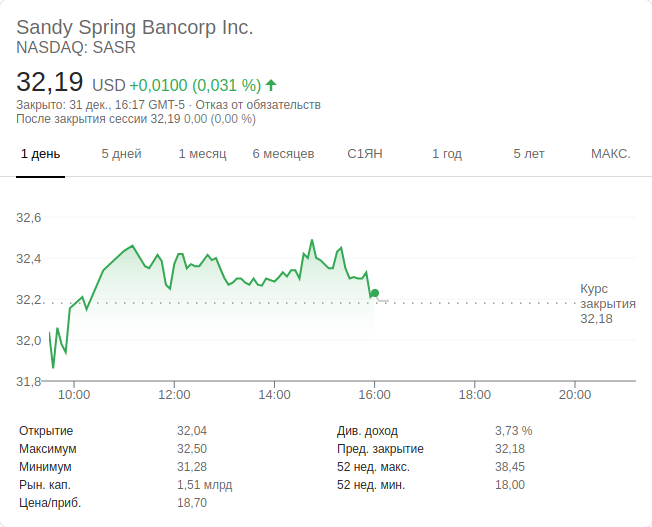 Sandy Spring Bancorp Inc.
NASDAQ: SASR
32,19 USD +0,0100 (0,031 %)
Закрыто: 31 дек., 16:17 GMT-5 · Отказ от обязательств
После закрытия сессии 32,19 0,00 (0,00 %)
1 день 5 дней 1 месяц 6 месяцев С1ЯН 1 год 5 лет МАКС.
32,6
32,4
32,2
32,0
31,8
Курс
закрытия
32,18
10:00 12:00 14:00 16:00 18:00 20:00
Открытие 32,04 Див. доход 3,73 %
Максимум 32,50 Пред. закрытие 32,18
Минимум 31,28 52 нед. макс. 38,45
Рын. кап. 1,51 млрд 52 нед. мин. 18,00
Цена/приб. 18,70